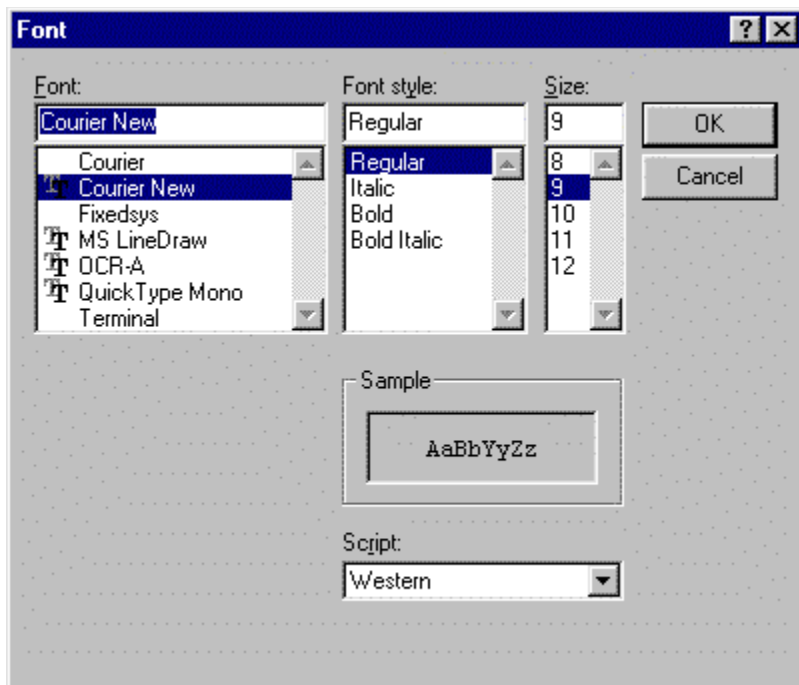 Font
Font:
Courier New
Courier
Courier New
Fixedsys
MS LineDraw
OCR-A
QuickType Mono
Terminal
Font style:
Regular
Regular
Italic
Bold
Bold Italic
Size:
9
8
9
10
11
12
OK
Cancel
Sample
AaBbYyZz
Script:
Western